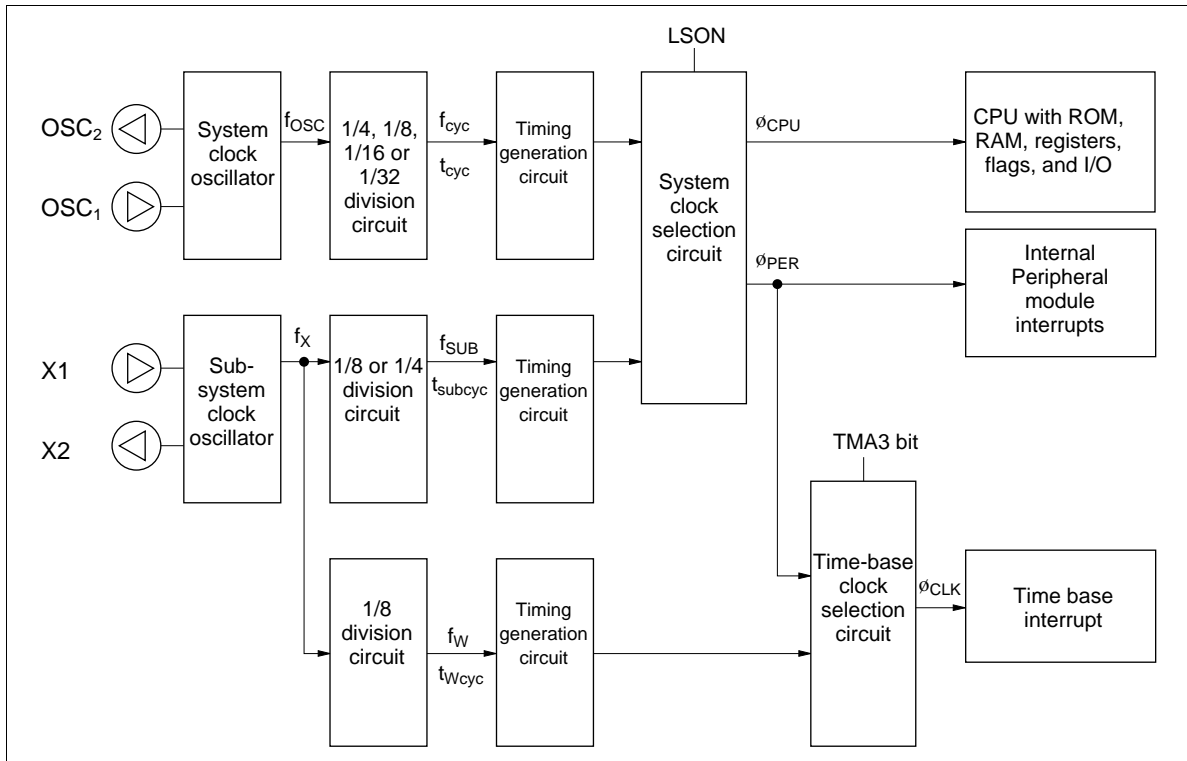 LSON
OSC₂
OSC₁
System
clock
oscillator
fOSC
1/4, 1/8,
1/16 or
1/32
division
circuit
fcyc
tcyc
Timing
generation
circuit
System
clock
selection
circuit
øCPU
øPER
CPU with ROM,
RAM, registers,
flags, and I/O
Internal
Peripheral
module
interrupts
X1
X2
Sub-
system
clock
oscillator
fX
1/8 or 1/4
division
circuit
fSUB
tsubcyc
Timing
generation
circuit
TMA3 bit
1/8
division
circuit
fW
tWcyc
Timing
generation
circuit
Time-base
clock
selection
circuit
øCLK
Time base
interrupt